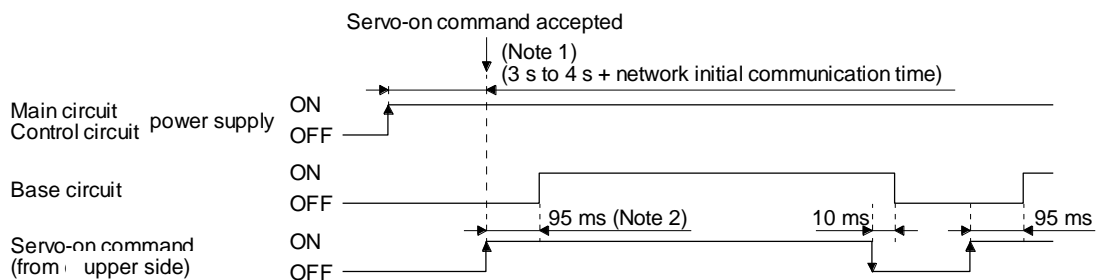 Servo-on command accepted
(Note 1)
(3 s to 4 s + network initial communication time)
Main circuit
Control circuit
power supply
ON
OFF
Base circuit
ON
OFF
95 ms (Note 2)
10 ms
95 ms
Servo-on command
(from upper side)
ON
OFF